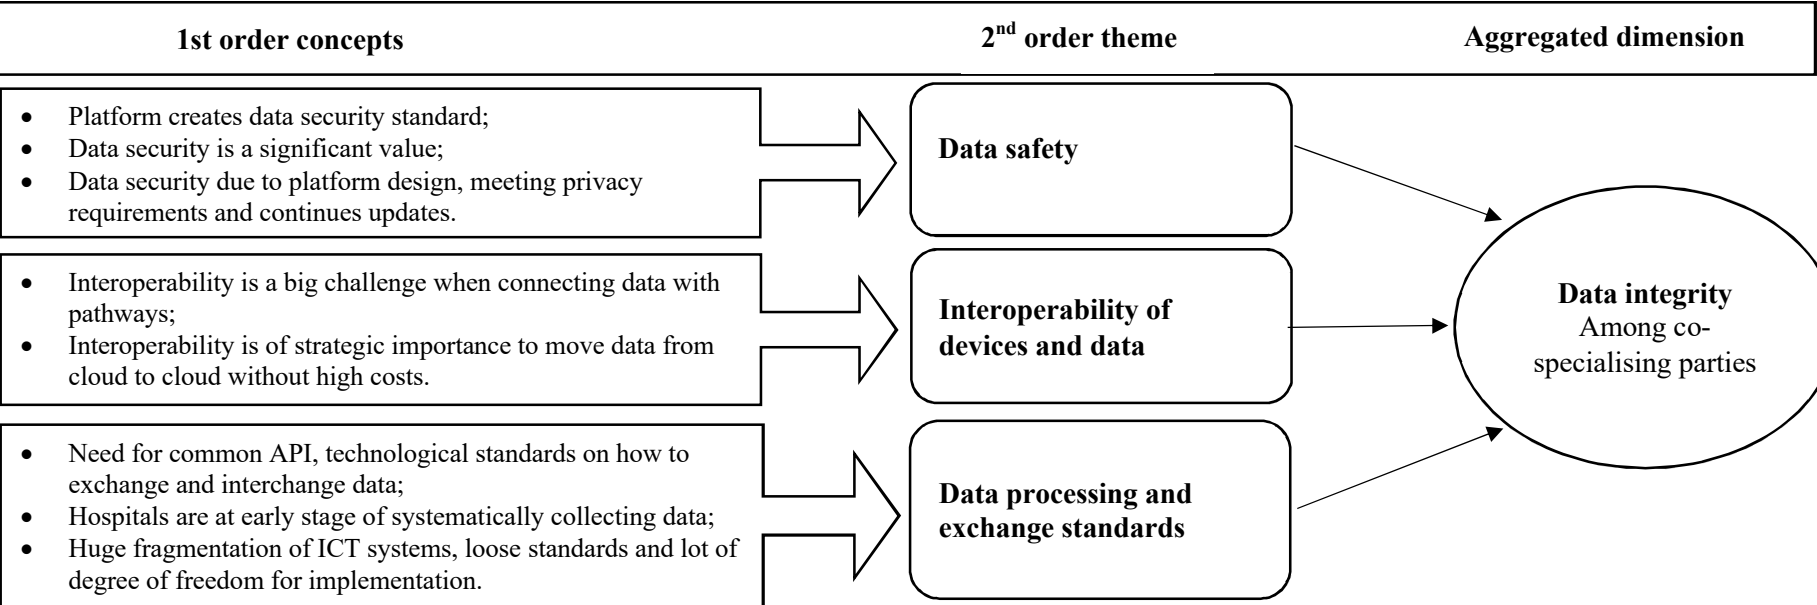 1st order concepts
2nd order theme
Aggregated dimension
• Platform creates data security standard;
• Data security is a significant value;
• Data security due to platform design, meeting privacy
requirements and continues updates.
Data safety
• Interoperability is a big challenge when connecting data with
pathways;
• Interoperability is of strategic importance to move data from
cloud to cloud without high costs.
Interoperability of
devices and data
• Need for common API, technological standards on how to
exchange and interchange data;
• Hospitals are at early stage of systematically collecting data;
• Huge fragmentation of ICT systems, loose standards and lot of
degree of freedom for implementation.
Data processing and
exchange standards
Data integrity
Among co-
specialising parties